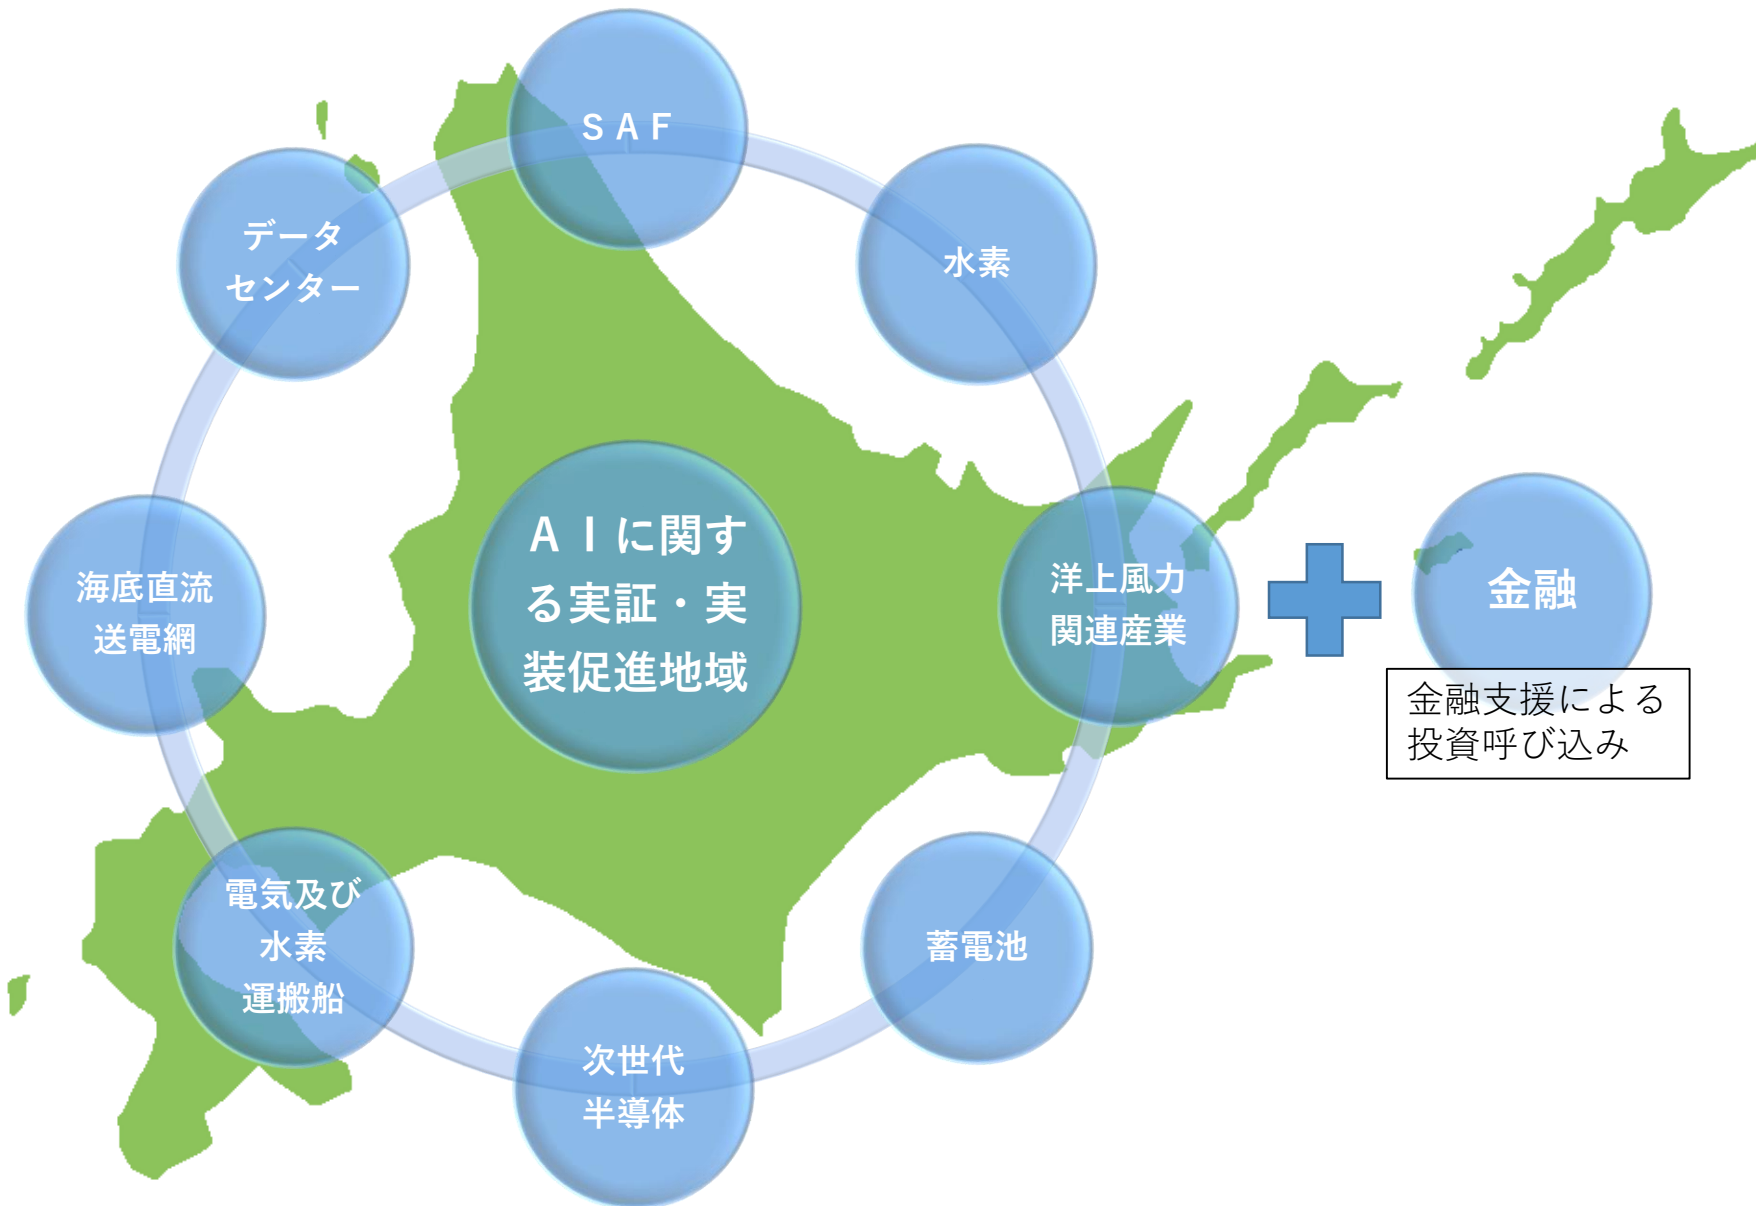 ＳＡＦ
水素
データ
センター
ＡＩに関す
る実証・実
装促進地域
洋上風力
関連産業
金融
金融支援による
投資呼び込み
海底直流
送電網
電気及び
水素
運搬船
蓄電池
次世代
半導体